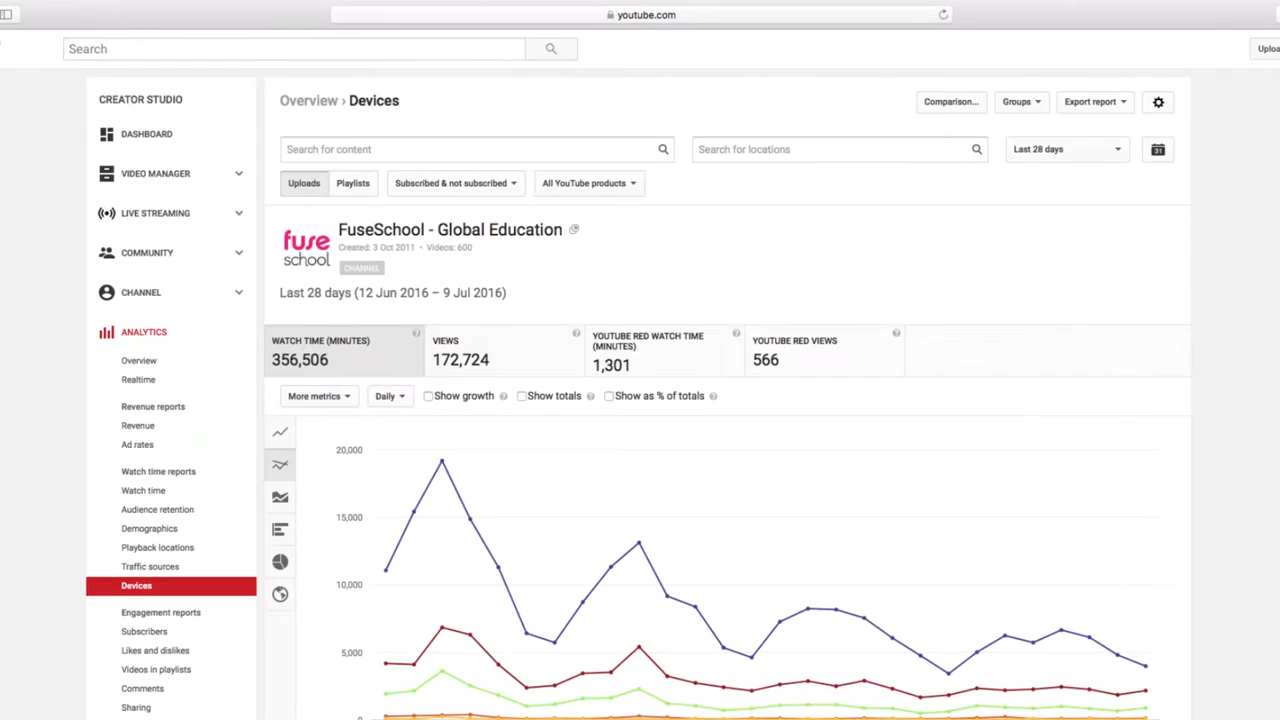 youtube.com
Search
Uploa
CREATOR STUDIO
DASHBOARD
VIDEO MANAGER
LIVE STREAMING
COMMUNITY
CHANNEL
ANALYTICS
Overview
Realtime
Revenue reports
Revenue
Ad rates
Watch time reports
Watch time
Audience retention
Demographics
Playback locations
Traffic sources
Devices
Engagement reports
Subscribers
Likes and dislikes
Videos in playlists
Comments
Sharing
Overview › Devices
Comparison... Groups Export report
Search for content Search for locations Last 28 days 31
Uploads Playlists Subscribed & not subscribed All YouTube products
fuse school
FuseSchool - Global Education
Created: 3 Oct 2011 • Videos: 600
CHANNEL
Last 28 days (12 Jun 2016 – 9 Jul 2016)
WATCH TIME (MINUTES)
356,506
VIEWS
172,724
YOUTUBE RED WATCH TIME (MINUTES)
1,301
YOUTUBE RED VIEWS
566
More metrics Daily Show growth Show totals Show as % of totals
20,000
15,000
10,000
5,000